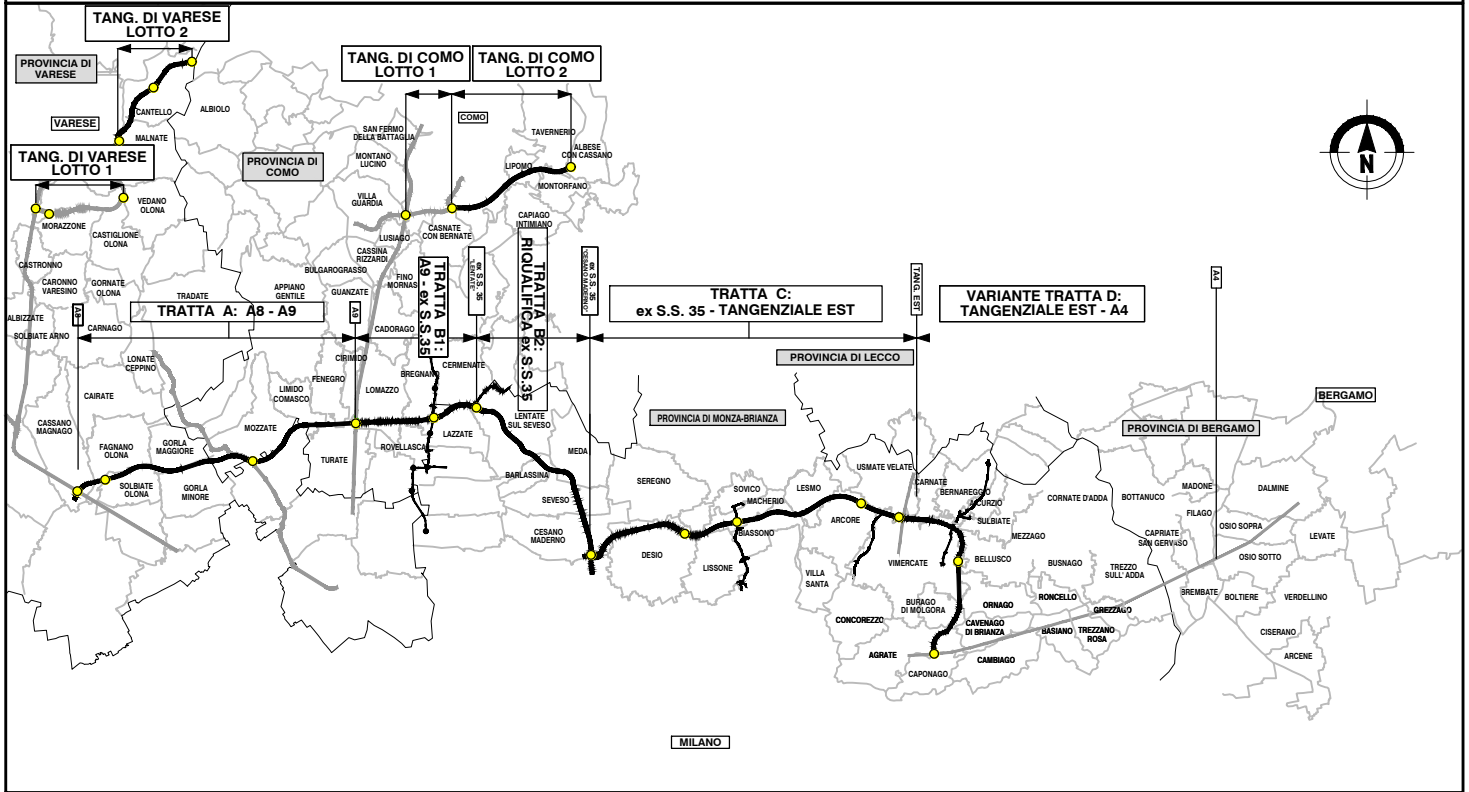 TANG. DI VARESE
LOTTO 2
PROVINCIA DI
VARESE
CANTELLO
ALBIOLO
VARESE
MALNATE
TANG. DI VARESE
LOTTO 1
VEDANO
OLONA
MORAZZONE
CASTIGLIONE
OLONA
PROVINCIA DI
COMO
TANG. DI COMO
LOTTO 1
TANG. DI COMO
LOTTO 2
COMO
SAN FERMO
DELLA BATTAGLIA
MONTANO
LUCINO
VILLA
GUARDIA
TAVERNERIO
ALBESE
CON CASSANO
LIPOMO
MONTORFANO
CAPIAGO
INTIMIANO
CASNATE
CON BERNATE
LUSIAGO
CASSINA
RIZZARDI
BULGAROGRASSO
FINO
MORNAS
GUANZATE
APPIANO
GENTILE
CASTRONNO
CARONNO
VARESINO
GORNATE
OLONA
TRADATE
ALBIZZATE
SOLBIATE ARNO
CARNAGO
A8
TRATTA A: A8 - A9
A9
TRATTA B1:
A9 - ex S.S.35
ex S.S. 35
"LENTATE"
TRATTA B2:
RIQUALIFICA ex S.S.35
ex S.S. 35
"CESANO MADERNO"
TRATTA C:
ex S.S. 35 - TANGENZIALE EST
TANG. EST
VARIANTE TRATTA D:
TANGENZIALE EST - A4
A4
N
CADORAGO
CIRIMIDO
LONATE
CEPPINO
FENEGRO
LIMIDO
COMASCO
LOMAZZO
BREGNANO
CERMENATE
CAIRATE
CASSANO
MAGNAGO
FAGNANO
OLONA
GORLA
MAGGIORE
MOZZATE
SOLBIATE
OLONA
GORLA
MINORE
TURATE
ROVELLASCA
LAZZATE
LENTATE
SUL SEVESO
MEDA
BARLASSINA
SEVESO
CESANO
MADERNO
PROVINCIA DI LECCO
PROVINCIA DI MONZA-BRIANZA
BERGAMO
PROVINCIA DI BERGAMO
SEREGNO
SOVICO
MACHERIO
LESMO
USMATE VELATE
CARNATE
BERNAREGGIO
SULBIATE
MEZZAGO
CORNATE D'ADDA
BOTTANUCO
MADONE
FILAGO
DALMINE
OSIO SOPRA
LEVATE
OSIO SOTTO
CAPRIATE
SAN GERVASO
BIASSONO
ARCORE
DESIO
LISSONE
VILLA
SANTA
VIMERCATE
BELLUSCO
BUSNAGO
TREZZO
SULL' ADDA
BREMBATE
BOLTIERE
VERDELLINO
CISERANO
ARCENE
CONCOREZZO
BURAGO
DI MOLGORA
ORNAGO
RONCELLO
GREZZAGO
CAVENAGO
DI BRIANZA
BASIANO
TREZZANO
ROSA
AGRATE
CAMBIAGO
CAPONAGO
MILANO